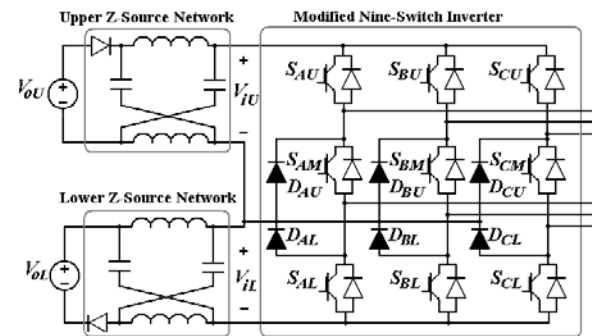 Upper Z-Source Network
Modified Nine-Switch Inverter
+
S_AU
S_BU
S_CU
V_oU
V_iU
−
S_AM
S_BM
S_CM
D_AU
D_BU
D_CU
Lower Z-Source Network
D_AL
D_BL
D_CL
+
V_oL
V_iL
S_AL
S_BL
S_CL
−